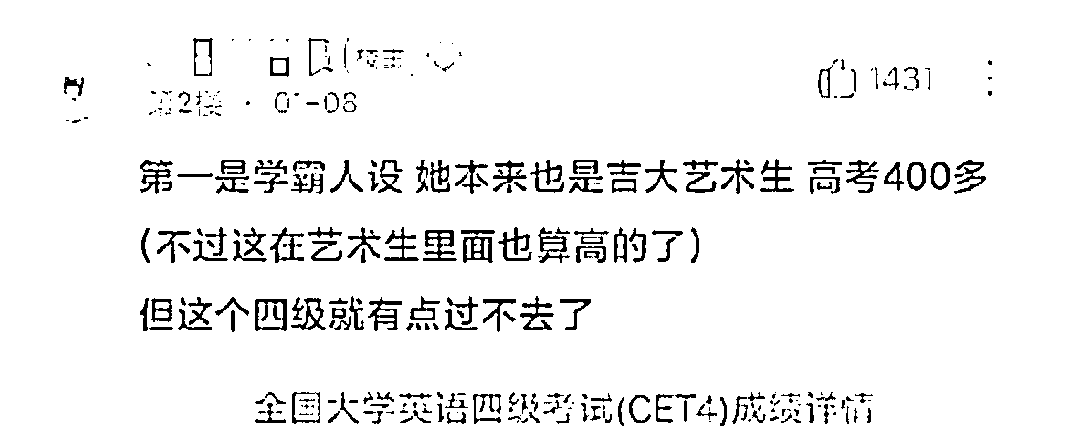 1431
第2楼 · 01-08
第一是学霸人设 她本来也是吉大艺术生 高考400多
(不过这在艺术生里面也算高的了)
但这个四级就有点过不去了
全国大学英语四级考试(CET4)成绩详情